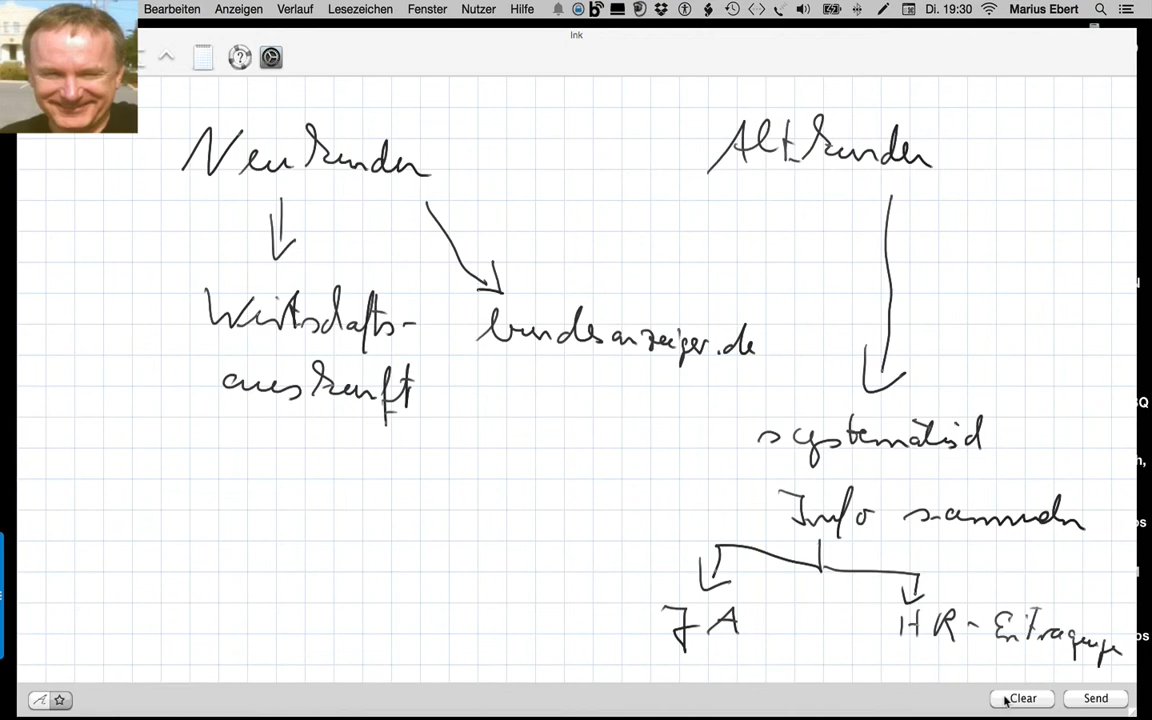 Bearbeiten Anzeigen Verlauf Lesezeichen Fenster Nutzer Hilfe Di. 19:30 Marius Ebert
Ink
Neukunden
Altkunden
Wirtschafts-
auskunft
bundesanzeiger.de
systematisch
Info sammeln
JA
HR-Eintragungen
Clear
Send